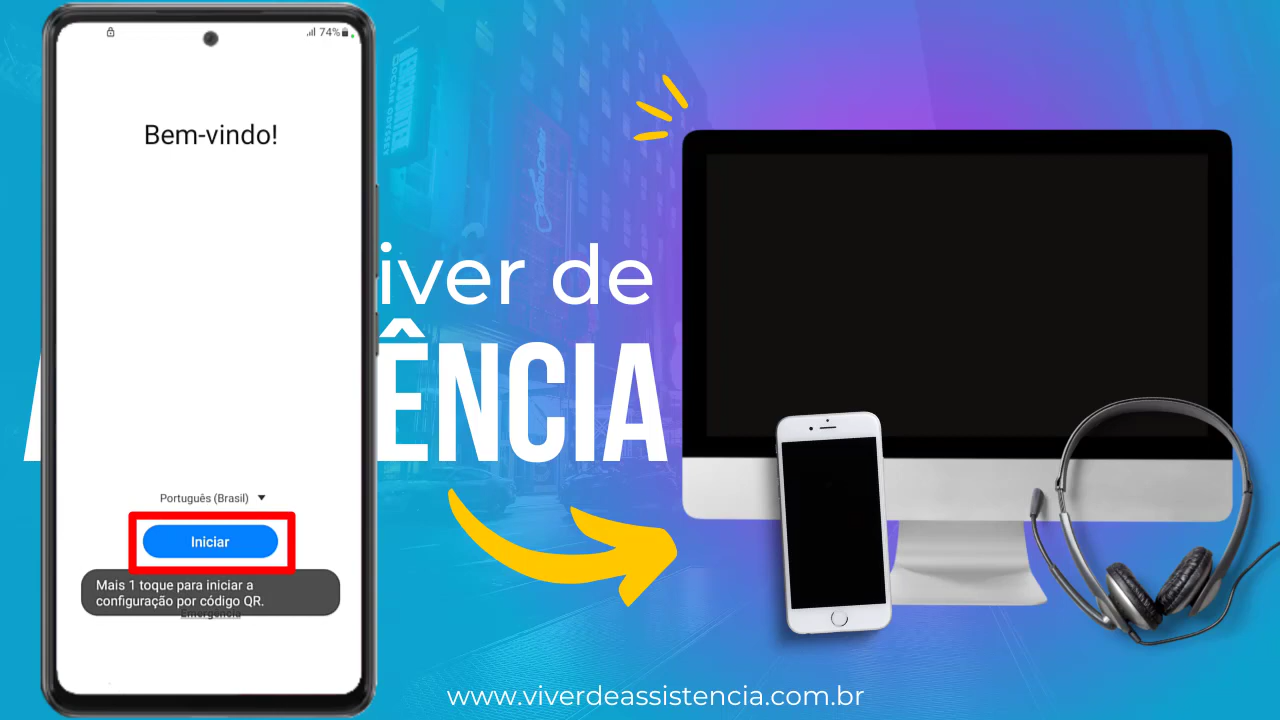 74%
Bem-vindo!
Português (Brasil)
Iniciar
Mais 1 toque para iniciar a
configuração por código QR.
Emergência
iver de
ÊNCIA
www.viverdeassistencia.com.br